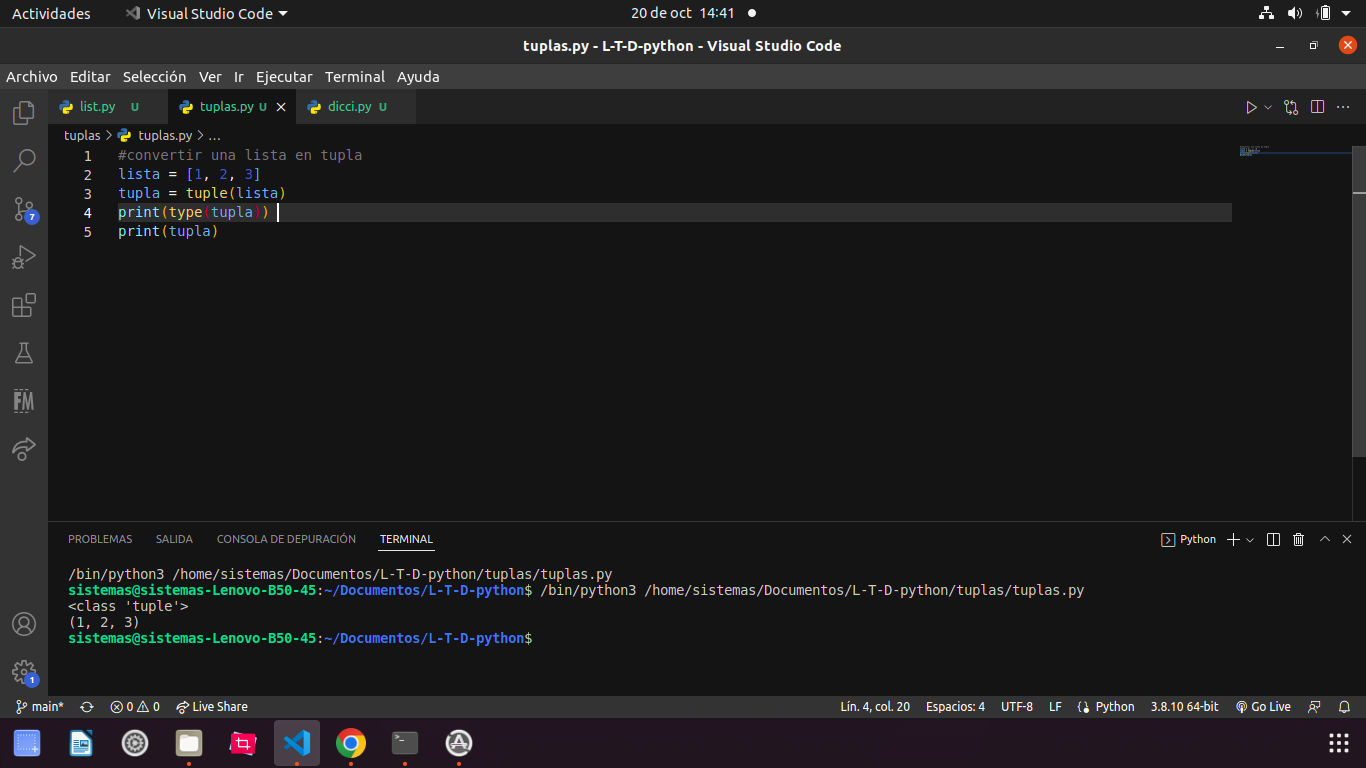 Actividades Visual Studio Code 20 de oct 14:41
tuplas.py - L-T-D-python - Visual Studio Code
Archivo Editar Selección Ver Ir Ejecutar Terminal Ayuda
list.py U tuplas.py U dicci.py U
tuplas > tuplas.py > ...
1 #convertir una lista en tupla
2 lista = [1, 2, 3]
3 tupla = tuple(lista)
4 print(type(tupla))
5 print(tupla)
7
FM
PROBLEMAS SALIDA CONSOLA DE DEPURACIÓN TERMINAL Python
/bin/python3 /home/sistemas/Documentos/L-T-D-python/tuplas/tuplas.py
sistemas@sistemas-Lenovo-B50-45:~/Documentos/L-T-D-python$ /bin/python3 /home/sistemas/Documentos/L-T-D-python/tuplas/tuplas.py
<class 'tuple'>
(1, 2, 3)
sistemas@sistemas-Lenovo-B50-45:~/Documentos/L-T-D-python$
1
main* 0 0 Live Share Lín. 4, col. 20 Espacios: 4 UTF-8 LF Python 3.8.10 64-bit Go Live